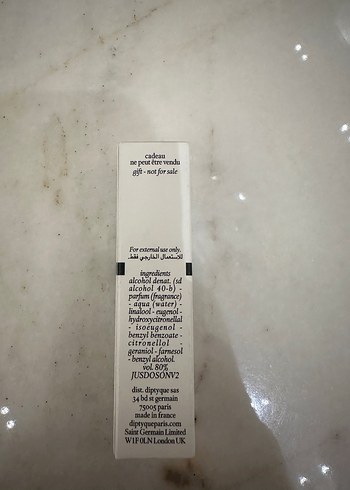 cadeau
ne peut être vendu
gift - not for sale
For external use only.
للاستعمال الخارجي فقط.
ingredients
alcohol denat. (sd
alcohol 40-b) -
parfum (fragrance)
- aqua (water) -
linalool - eugenol -
hydroxycitronellal
- isoeugenol -
benzyl benzoate -
citronellol -
geraniol - farnesol
- benzyl alcohol.
vol. 80%
JUSDOSONV2
dist. diptyque sas
34 bd st germain
75005 paris
made in france
diptyqueparis.com
Saint Germain Limited
W1F 0LN London UK